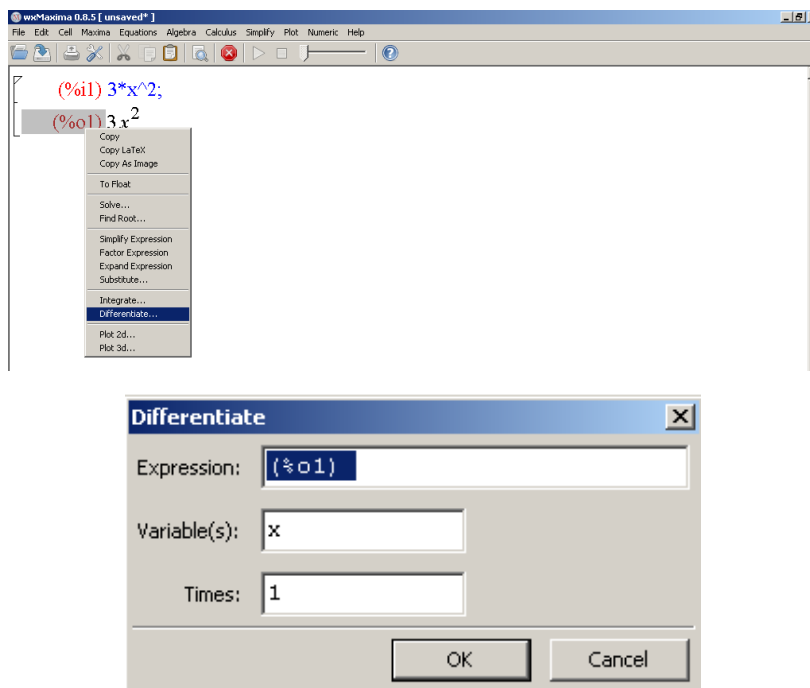 wxMaxima 0.8.5 [ unsaved* ]
File Edit Cell Maxima Equations Algebra Calculus Simplify Plot Numeric Help
(%i1) 3*x^2;
(%o1) 3x²
Copy
Copy LaTeX
Copy As Image
To Float
Solve...
Find Root...
Simplify Expression
Factor Expression
Expand Expression
Substitute...
Integrate...
Differentiate...
Plot 2d...
Plot 3d...
Differentiate
Expression: (%o1)
Variable(s): x
Times: 1
OK Cancel